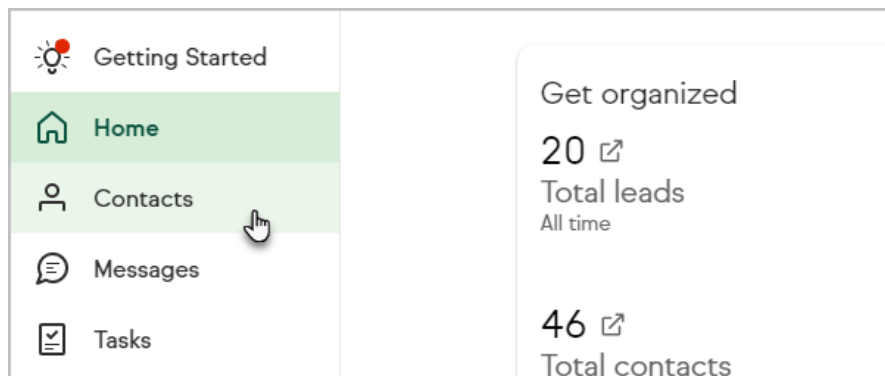 Getting Started
Home
Contacts
Messages
Tasks
Get organized
20
Total leads
All time
46
Total contacts